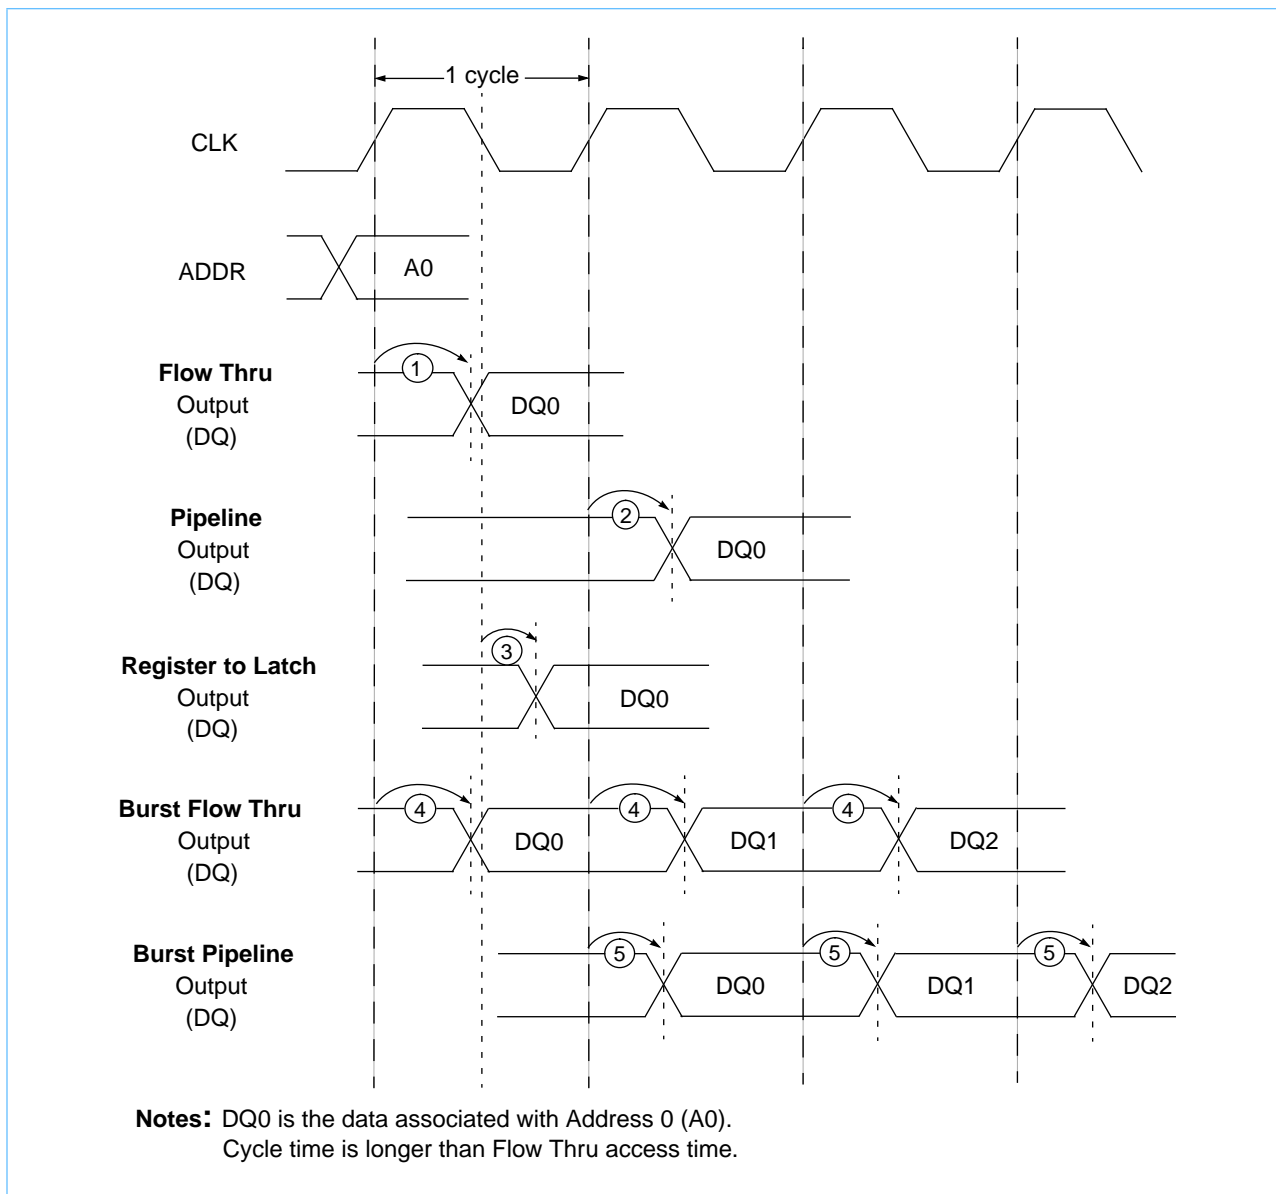 1 cycle
CLK
ADDR
A0
Flow Thru
Output
(DQ)
1
DQ0
Pipeline
Output
(DQ)
2
DQ0
Register to Latch
Output
(DQ)
3
DQ0
Burst Flow Thru
Output
(DQ)
4
DQ0
4
DQ1
4
DQ2
Burst Pipeline
Output
(DQ)
5
DQ0
5
DQ1
5
DQ2
Notes: DQ0 is the data associated with Address 0 (A0).
Cycle time is longer than Flow Thru access time.